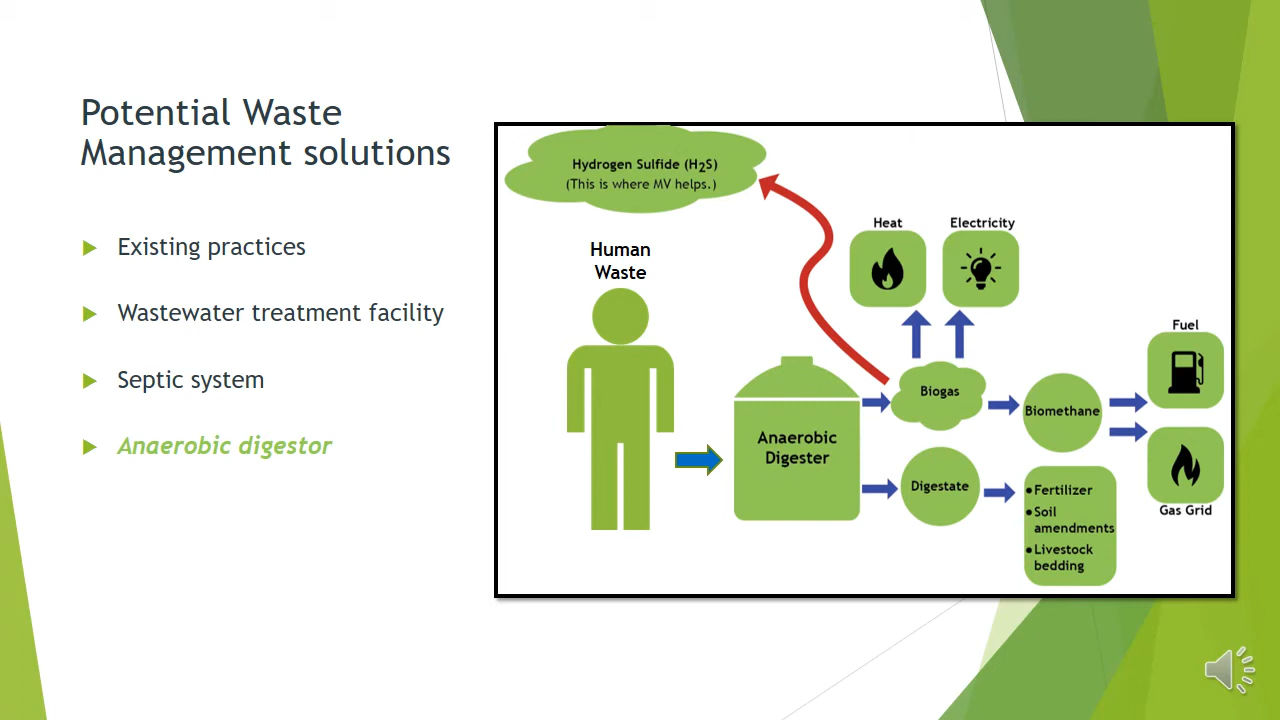 Potential Waste
Management solutions
Existing practices
Wastewater treatment facility
Septic system
Anaerobic digestor
Hydrogen Sulfide (H2S)
(This is where MV helps.)
Human
Waste
Heat
Electricity
Fuel
Biogas
Biomethane
Anaerobic
Digester
Digestate
• Fertilizer
• Soil
amendments
• Livestock
bedding
Gas Grid